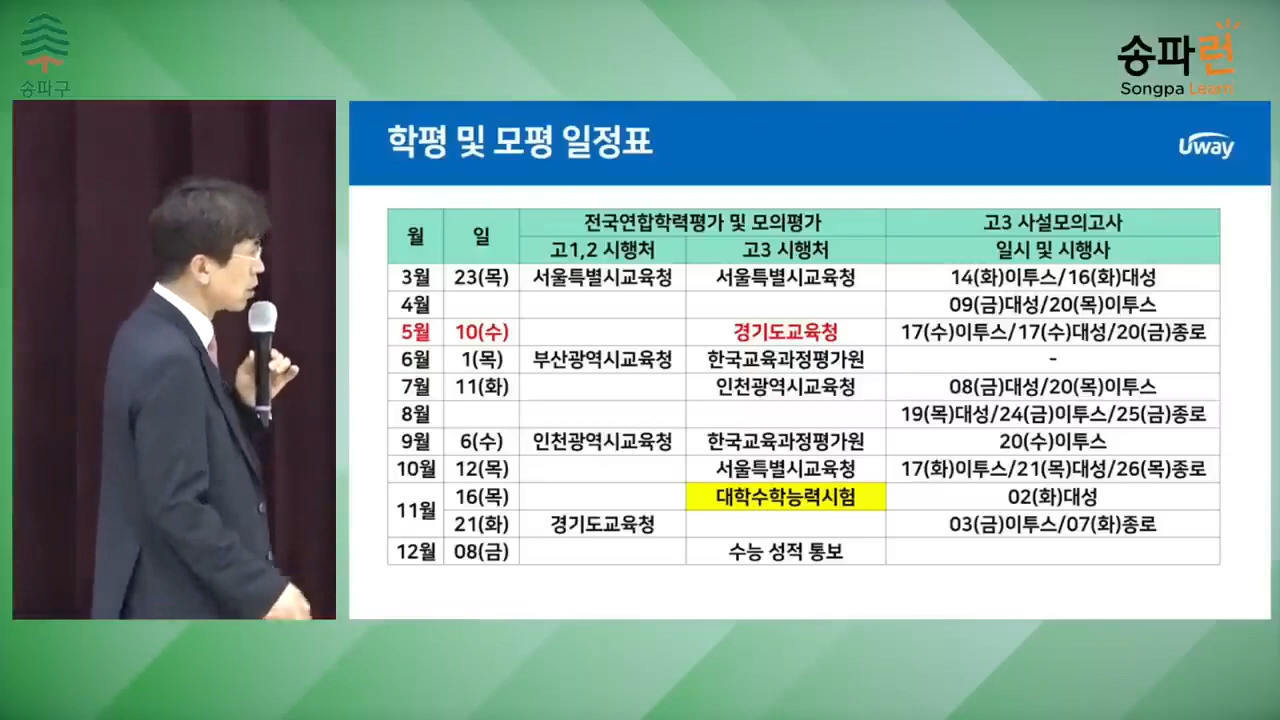 송파구
송파런
Songpa Learn
학평 및 모평 일정표
Uway
월 일 전국연합학력평가 및 모의평가 고3 사설모의고사
고1,2 시행처 고3 시행처 일시 및 시행사
3월 23(목) 서울특별시교육청 서울특별시교육청 14(화)이투스/16(화)대성
4월 09(금)대성/20(목)이투스
5월 10(수) 경기도교육청 17(수)이투스/17(수)대성/20(금)종로
6월 1(목) 부산광역시교육청 한국교육과정평가원 -
7월 11(화) 인천광역시교육청 08(금)대성/20(목)이투스
8월 19(목)대성/24(금)이투스/25(금)종로
9월 6(수) 인천광역시교육청 한국교육과정평가원 20(수)이투스
10월 12(목) 서울특별시교육청 17(화)이투스/21(목)대성/26(목)종로
11월 16(목) 대학수학능력시험 02(화)대성
21(화) 경기도교육청 03(금)이투스/07(화)종로
12월 08(금) 수능 성적 통보